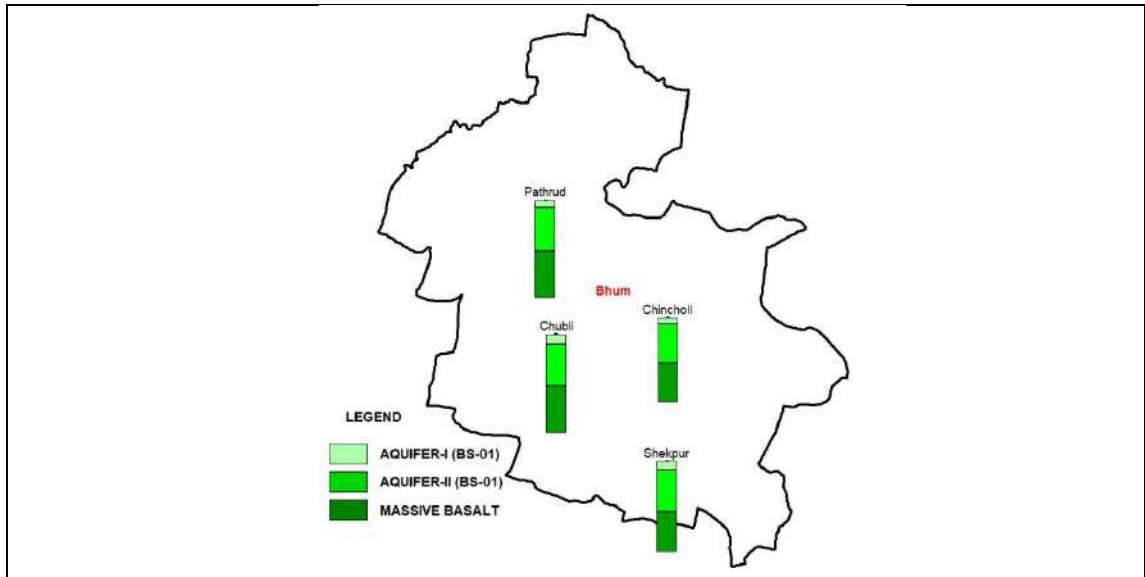 Pathrud
Bhum
Chincholi
Chubli
LEGEND
AQUIFER-I (BS-01)
AQUIFER-II (BS-01)
MASSIVE BASALT
Shekpur